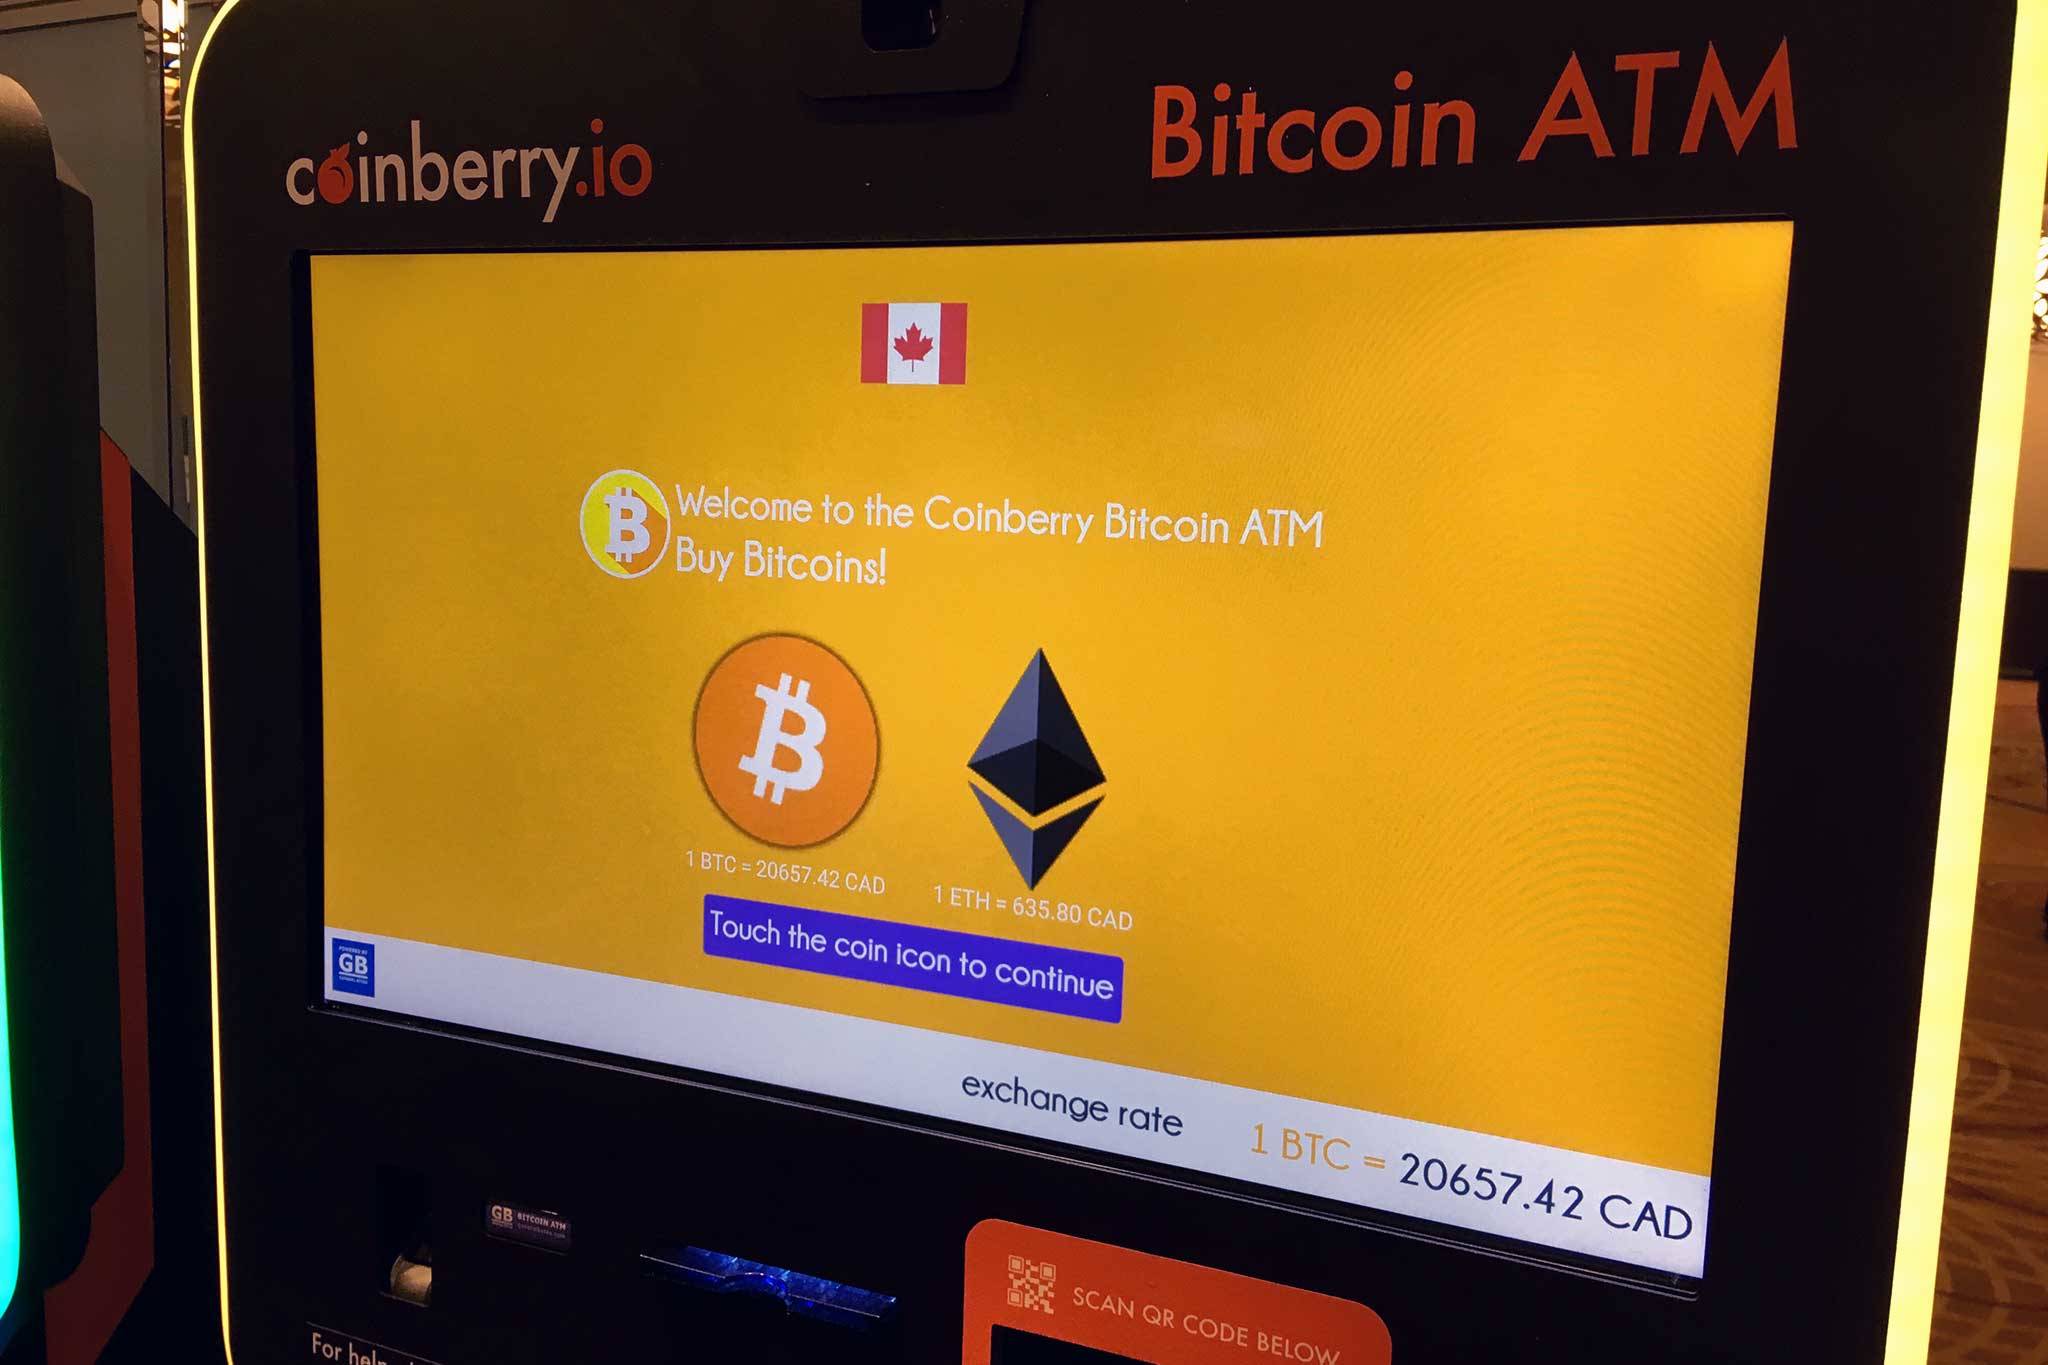 coinberry.io
Bitcoin ATM
Welcome to the Coinberry Bitcoin ATM
Buy Bitcoins!
1 BTC = 20657.42 CAD
1 ETH = 635.80 CAD
Touch the coin icon to continue
POWERED BY
GB
exchange rate
1 BTC = 20657.42 CAD
GB BITCOIN ATM
SCAN QR CODE BELOW
For help